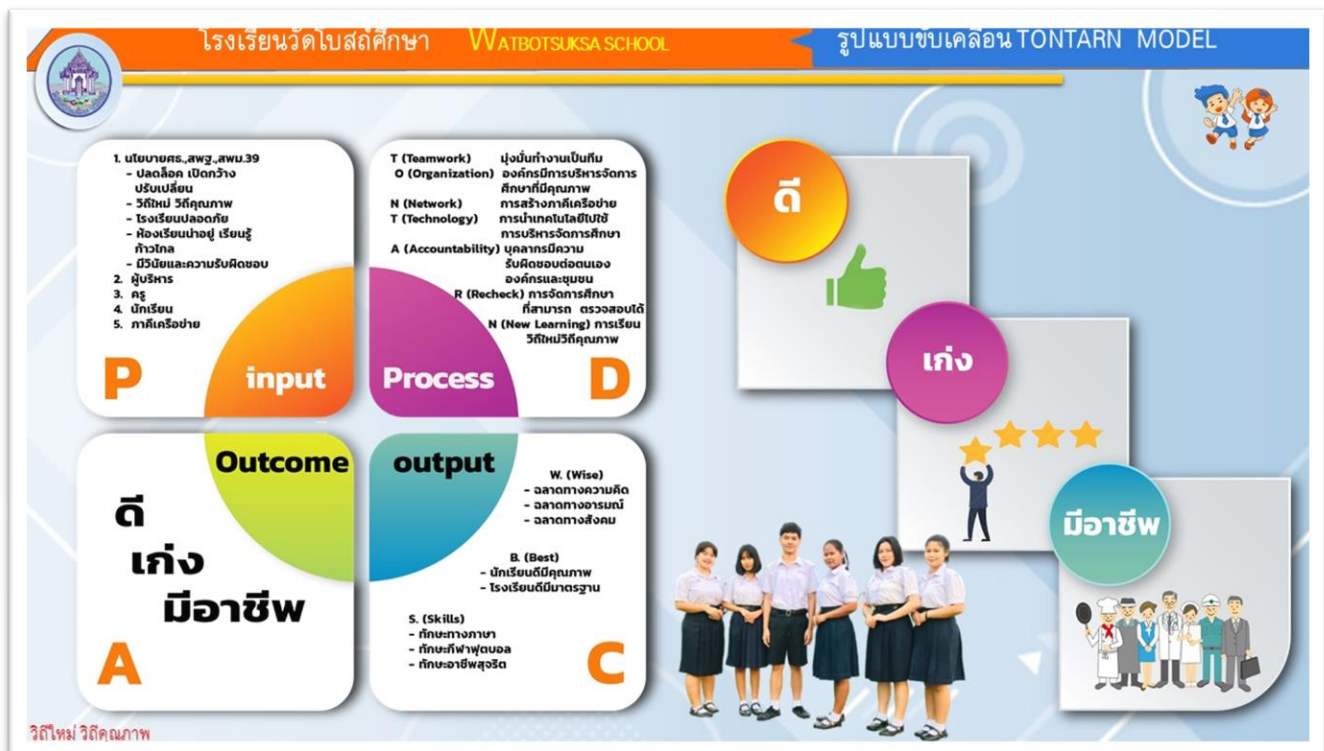 โรงเรียนวัดโบสถ์ศึกษา WATBOTSUKSA SCHOOL
รูปแบบขับเคลื่อน TONTARN MODEL
1. นโยบายศธ.,สพฐ.,สพม.39
- ปลดล็อค เปิดกว้าง
ปรับเปลี่ยน
- วิถีใหม่ วิถีคุณภาพ
- โรงเรียนปลอดภัย
- ห้องเรียนน่าอยู่ เรียนรู้
ก้าวไกล
- มีวินัยและความรับผิดชอบ
2. ผู้บริหาร
3. ครู
4. นักเรียน
5. ภาคีเครือข่าย
P
input
T (Teamwork) มุ่งมั่นทำงานเป็นทีม
O (Organization) องค์กรมีการบริหารจัดการ
ศึกษาที่มีคุณภาพ
N (Network) การสร้างภาคีเครือข่าย
T (Technology) การนำเทคโนโลยีไปใช้
การบริหารจัดการศึกษา
A (Accountability) บุคลากรมีความ
รับผิดชอบต่อตนเอง
องค์กรและชุมชน
R (Recheck) การจัดการศึกษา
ที่สามารถ ตรวจสอบได้
N (New Learning) การเรียน
วิถีใหม่วิถีคุณภาพ
Process
D
Outcome
ดี
เก่ง
มีอาชีพ
A
output
W. (Wise)
- ฉลาดทางความคิด
- ฉลาดทางอารมณ์
- ฉลาดทางสังคม
B. (Best)
- นักเรียนดีมีคุณภาพ
- โรงเรียนดีมีมาตรฐาน
S. (Skills)
- ทักษะทางภาษา
- ทักษะกีฬาฟุตบอล
- ทักษะอาชีพสุจริต
C
ดี
เก่ง
มีอาชีพ
วิถีใหม่ วิถีคุณภาพ